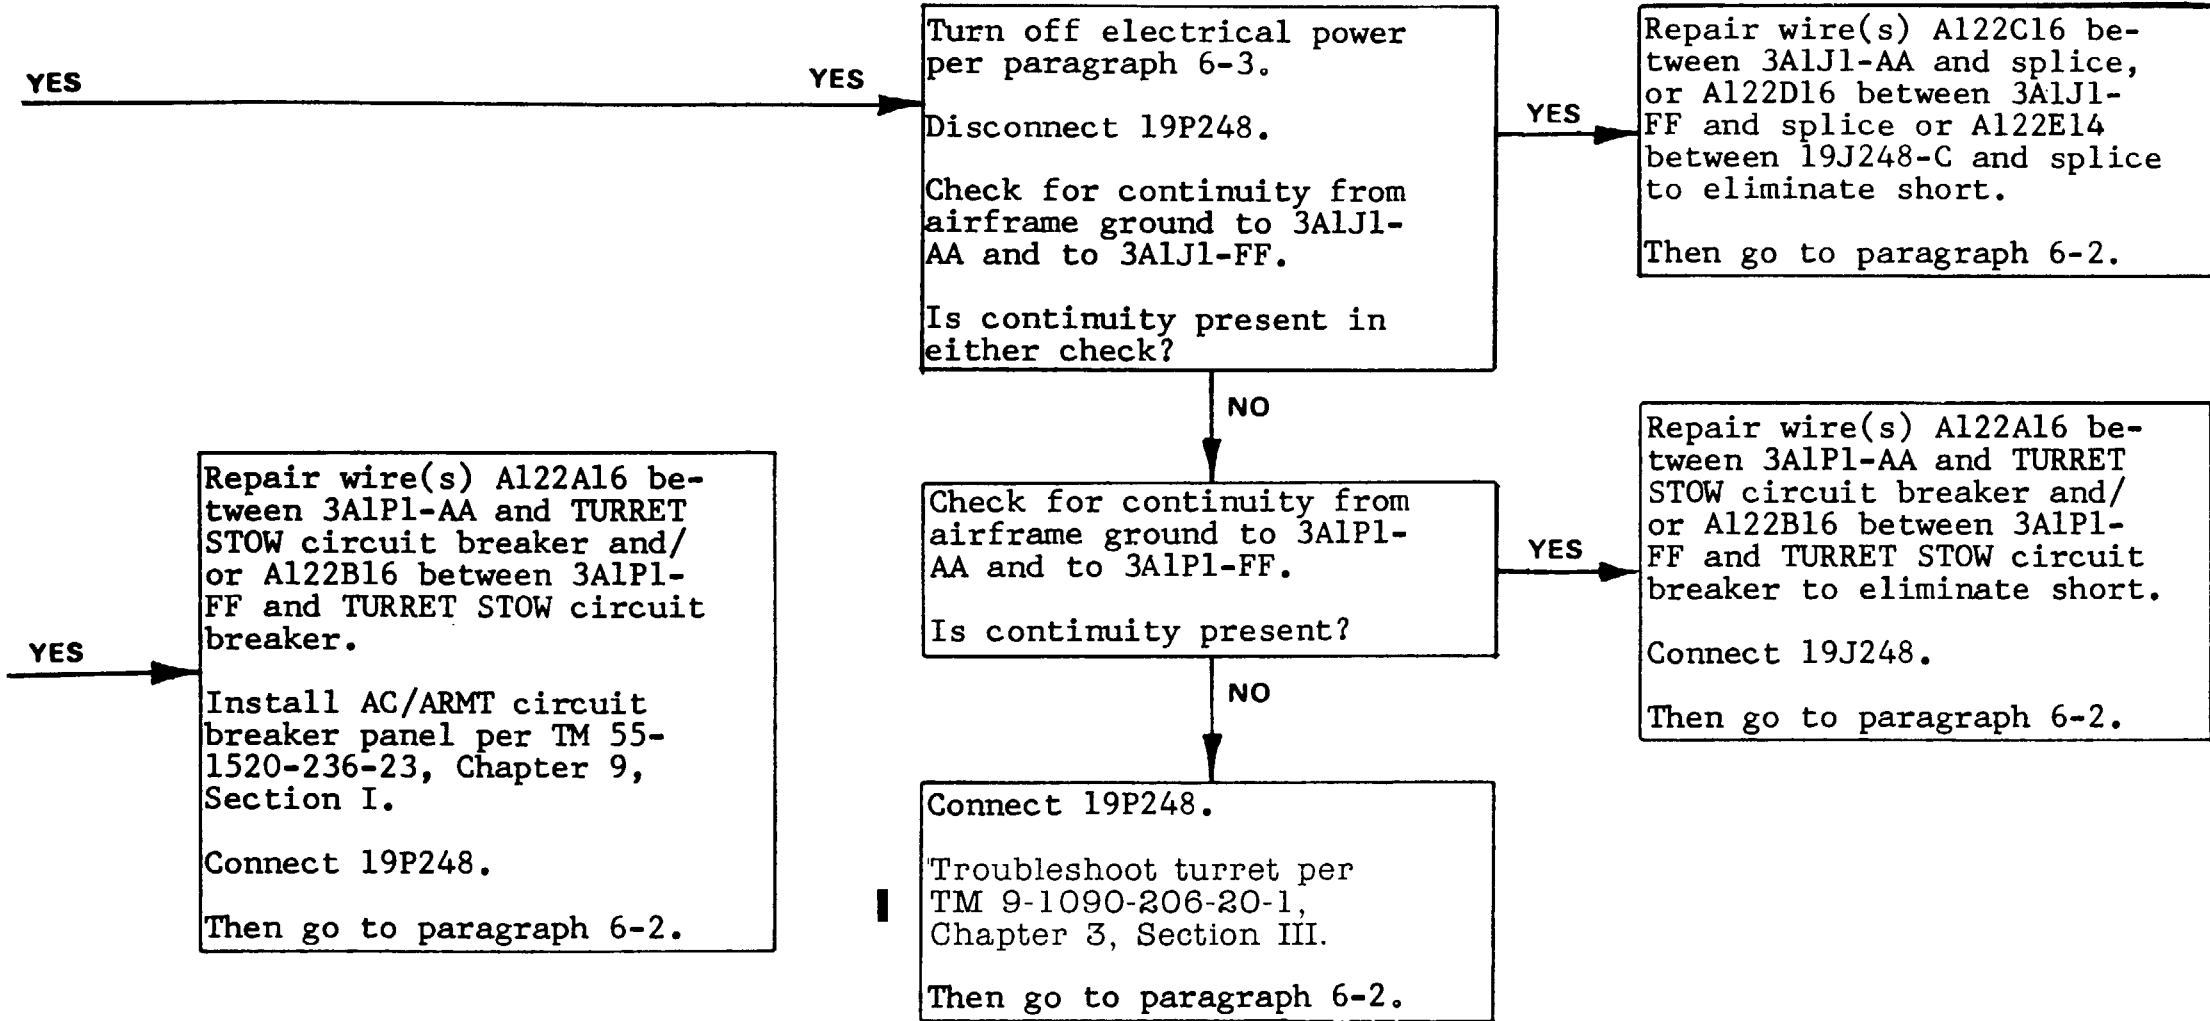 YES
YES
Turn off electrical power
per paragraph 6-3.
Disconnect 19P248.
Check for continuity from
airframe ground to 3A1J1-
AA and to 3A1J1-FF.
Is continuity present in
either check?
YES
Repair wire(s) A122C16 be-
tween 3A1J1-AA and splice,
or A122D16 between 3A1J1-
FF and splice or A122E14
between 19J248-C and splice
to eliminate short.
Then go to paragraph 6-2.
NO
YES
Repair wire(s) A122A16 be-
tween 3A1P1-AA and TURRET
STOW circuit breaker and/
or A122B16 between 3A1P1-
FF and TURRET STOW circuit
breaker.
Install AC/ARMT circuit
breaker panel per TM 55-
1520-236-23, Chapter 9,
Section I.
Connect 19P248.
Then go to paragraph 6-2.
Check for continuity from
airframe ground to 3A1P1-
AA and to 3A1P1-FF.
Is continuity present?
YES
Repair wire(s) A122A16 be-
tween 3A1P1-AA and TURRET
STOW circuit breaker and/
or A122B16 between 3A1P1-
FF and TURRET STOW circuit
breaker to eliminate short.
Connect 19J248.
Then go to paragraph 6-2.
NO
Connect 19P248.
Troubleshoot turret per
TM 9-1090-206-20-1,
Chapter 3, Section III.
Then go to paragraph 6-2.